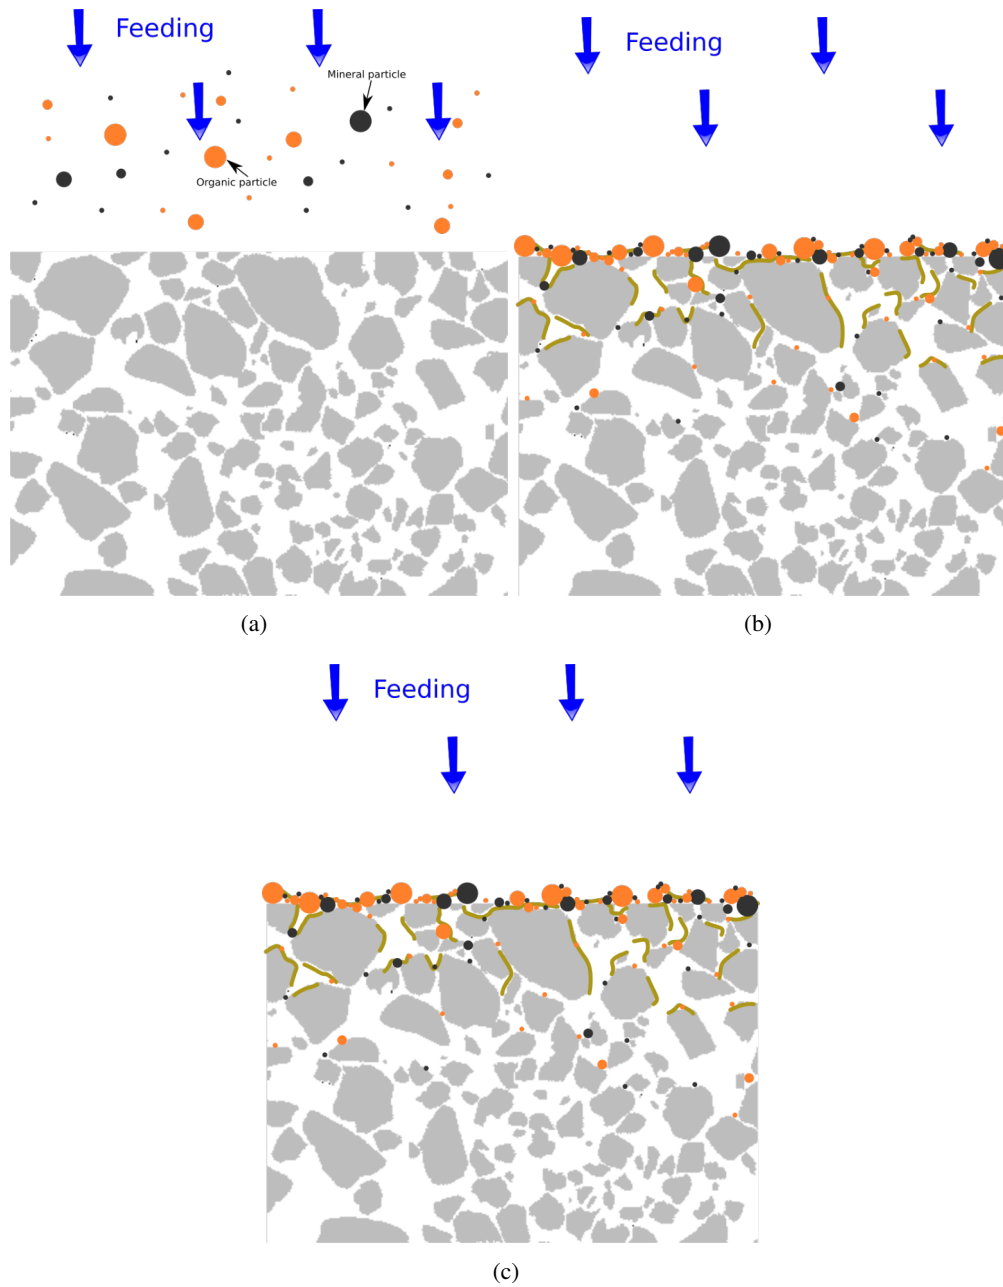 Feeding
Mineral particle
Organic particle
Feeding
(a)
(b)
Feeding
(c)